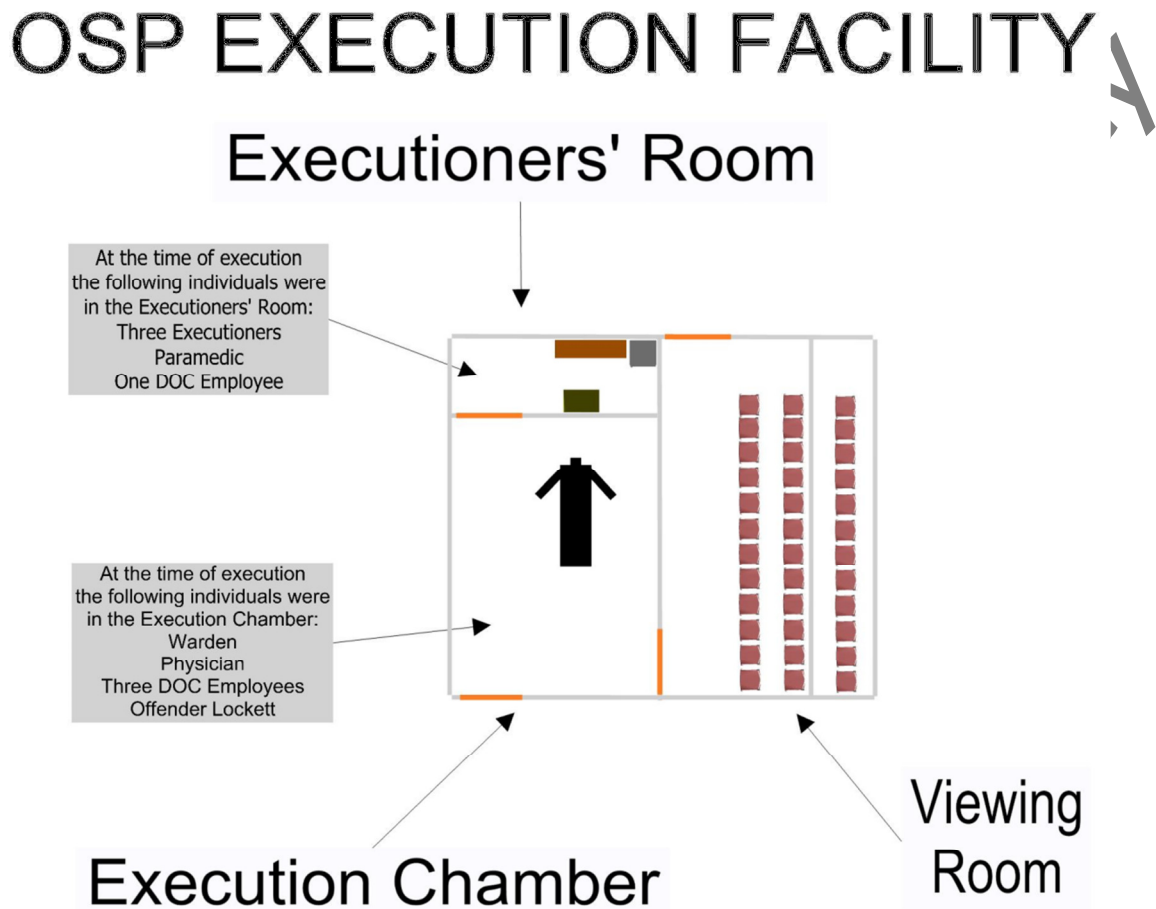 OSP EXECUTION FACILITY
Executioners' Room
At the time of execution
the following individuals were
in the Executioners' Room:
Three Executioners
Paramedic
One DOC Employee
At the time of execution
the following individuals were
in the Execution Chamber:
Warden
Physician
Three DOC Employees
Offender Lockett
Execution Chamber
Viewing
Room